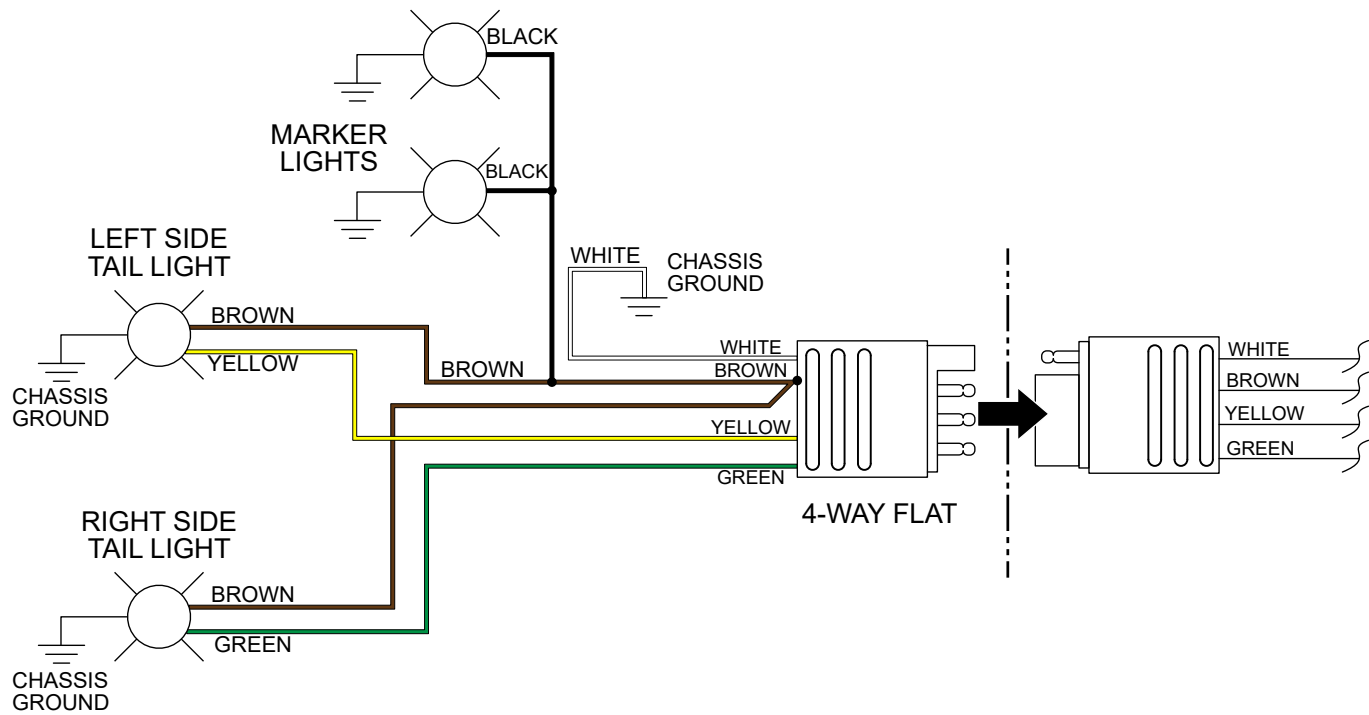 BLACK
MARKER
LIGHTS
BLACK
LEFT SIDE
TAIL LIGHT
WHITE
CHASSIS
GROUND
BROWN
YELLOW
CHASSIS
GROUND
BROWN
WHITE
BROWN
YELLOW
GREEN
4-WAY FLAT
WHITE
BROWN
YELLOW
GREEN
RIGHT SIDE
TAIL LIGHT
BROWN
GREEN
CHASSIS
GROUND